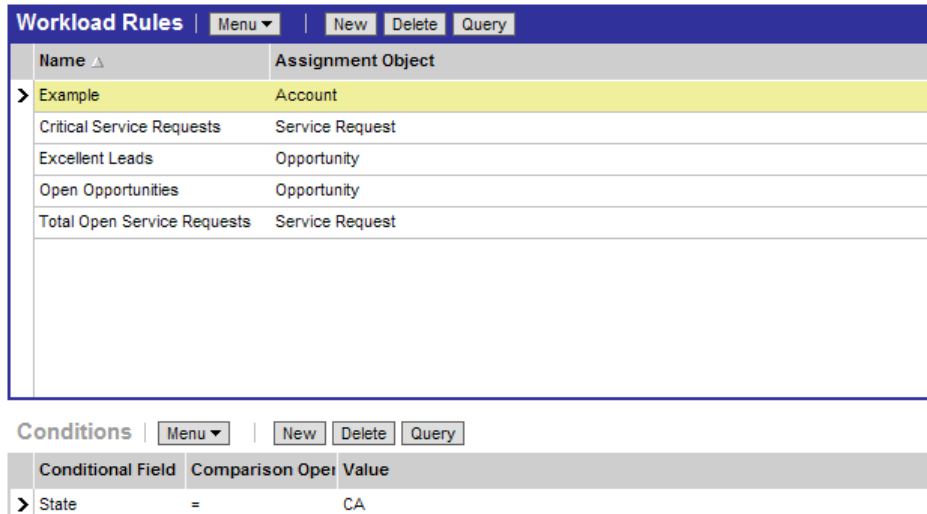 Workload Rules | Menu | New Delete Query
Name Assignment Object
Example Account
Critical Service Requests Service Request
Excellent Leads Opportunity
Open Opportunities Opportunity
Total Open Service Requests Service Request
Conditions | Menu | New Delete Query
Conditional Field Comparison Oper Value
State = CA